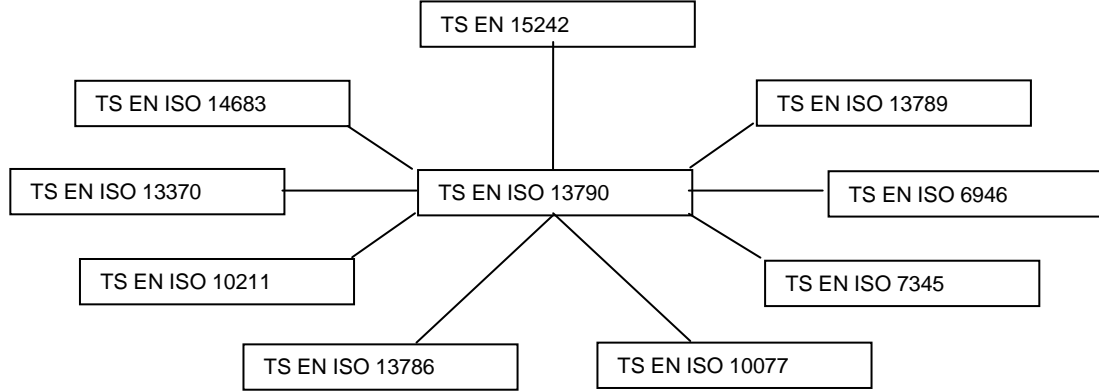 TS EN 15242
TS EN ISO 14683
TS EN ISO 13789
TS EN ISO 13370
TS EN ISO 13790
TS EN ISO 6946
TS EN ISO 10211
TS EN ISO 7345
TS EN ISO 13786
TS EN ISO 10077